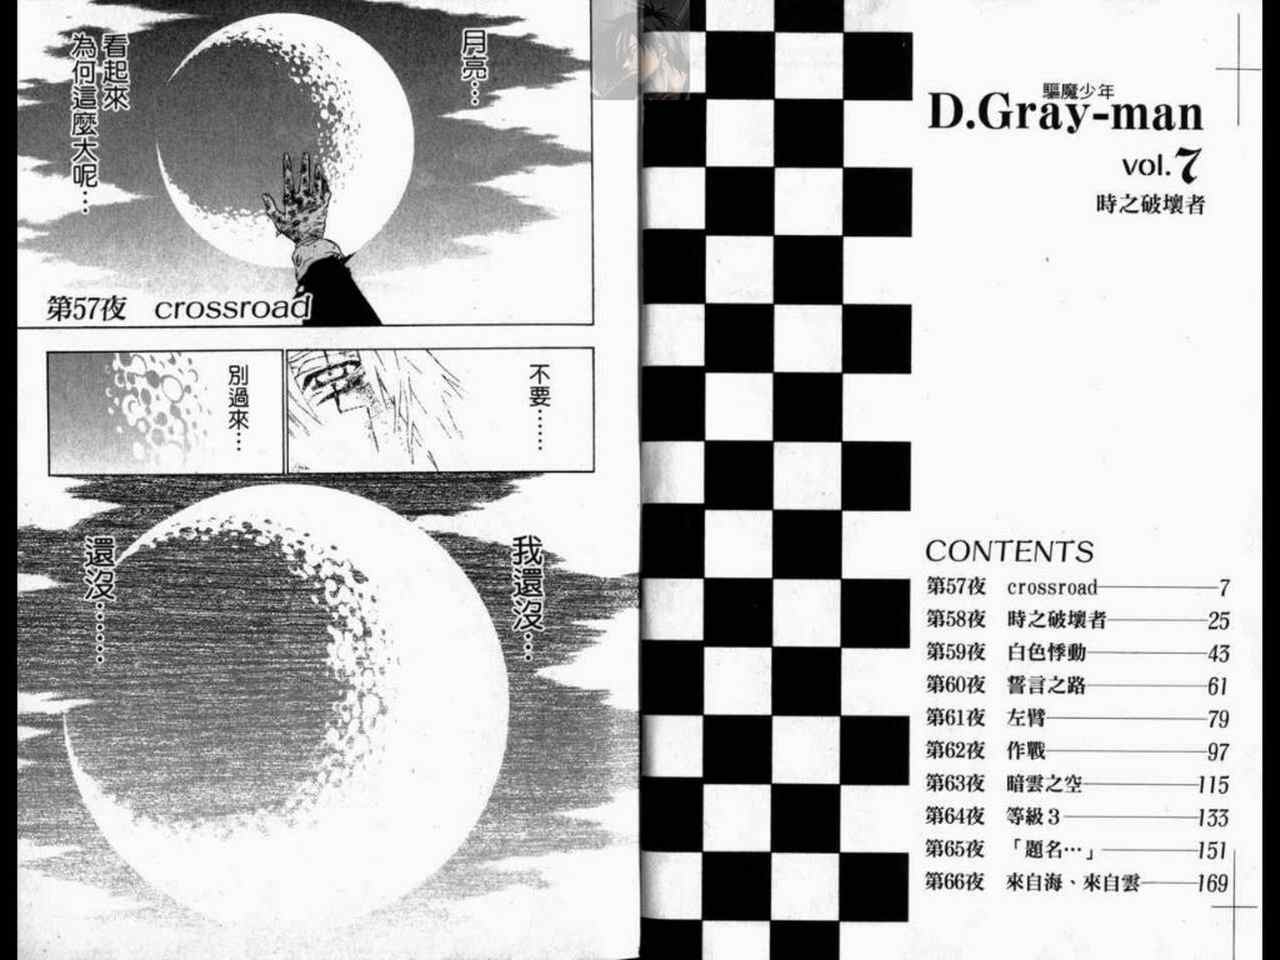 驅魔少年
D.Gray-man
vol.7
時之破壞者
CONTENTS
第57夜 crossroad 7
第58夜 時之破壞者 25
第59夜 白色悸動 43
第60夜 誓言之路 61
第61夜 左臂 79
第62夜 作戰 97
第63夜 暗雲之空 115
第64夜 等級3 133
第65夜 「題名…」 151
第66夜 來自海、來自雲 169
月亮…
看起來
為何這麼大呢…
第57夜 crossroad
不要……
別過來…
我還沒…
還沒……